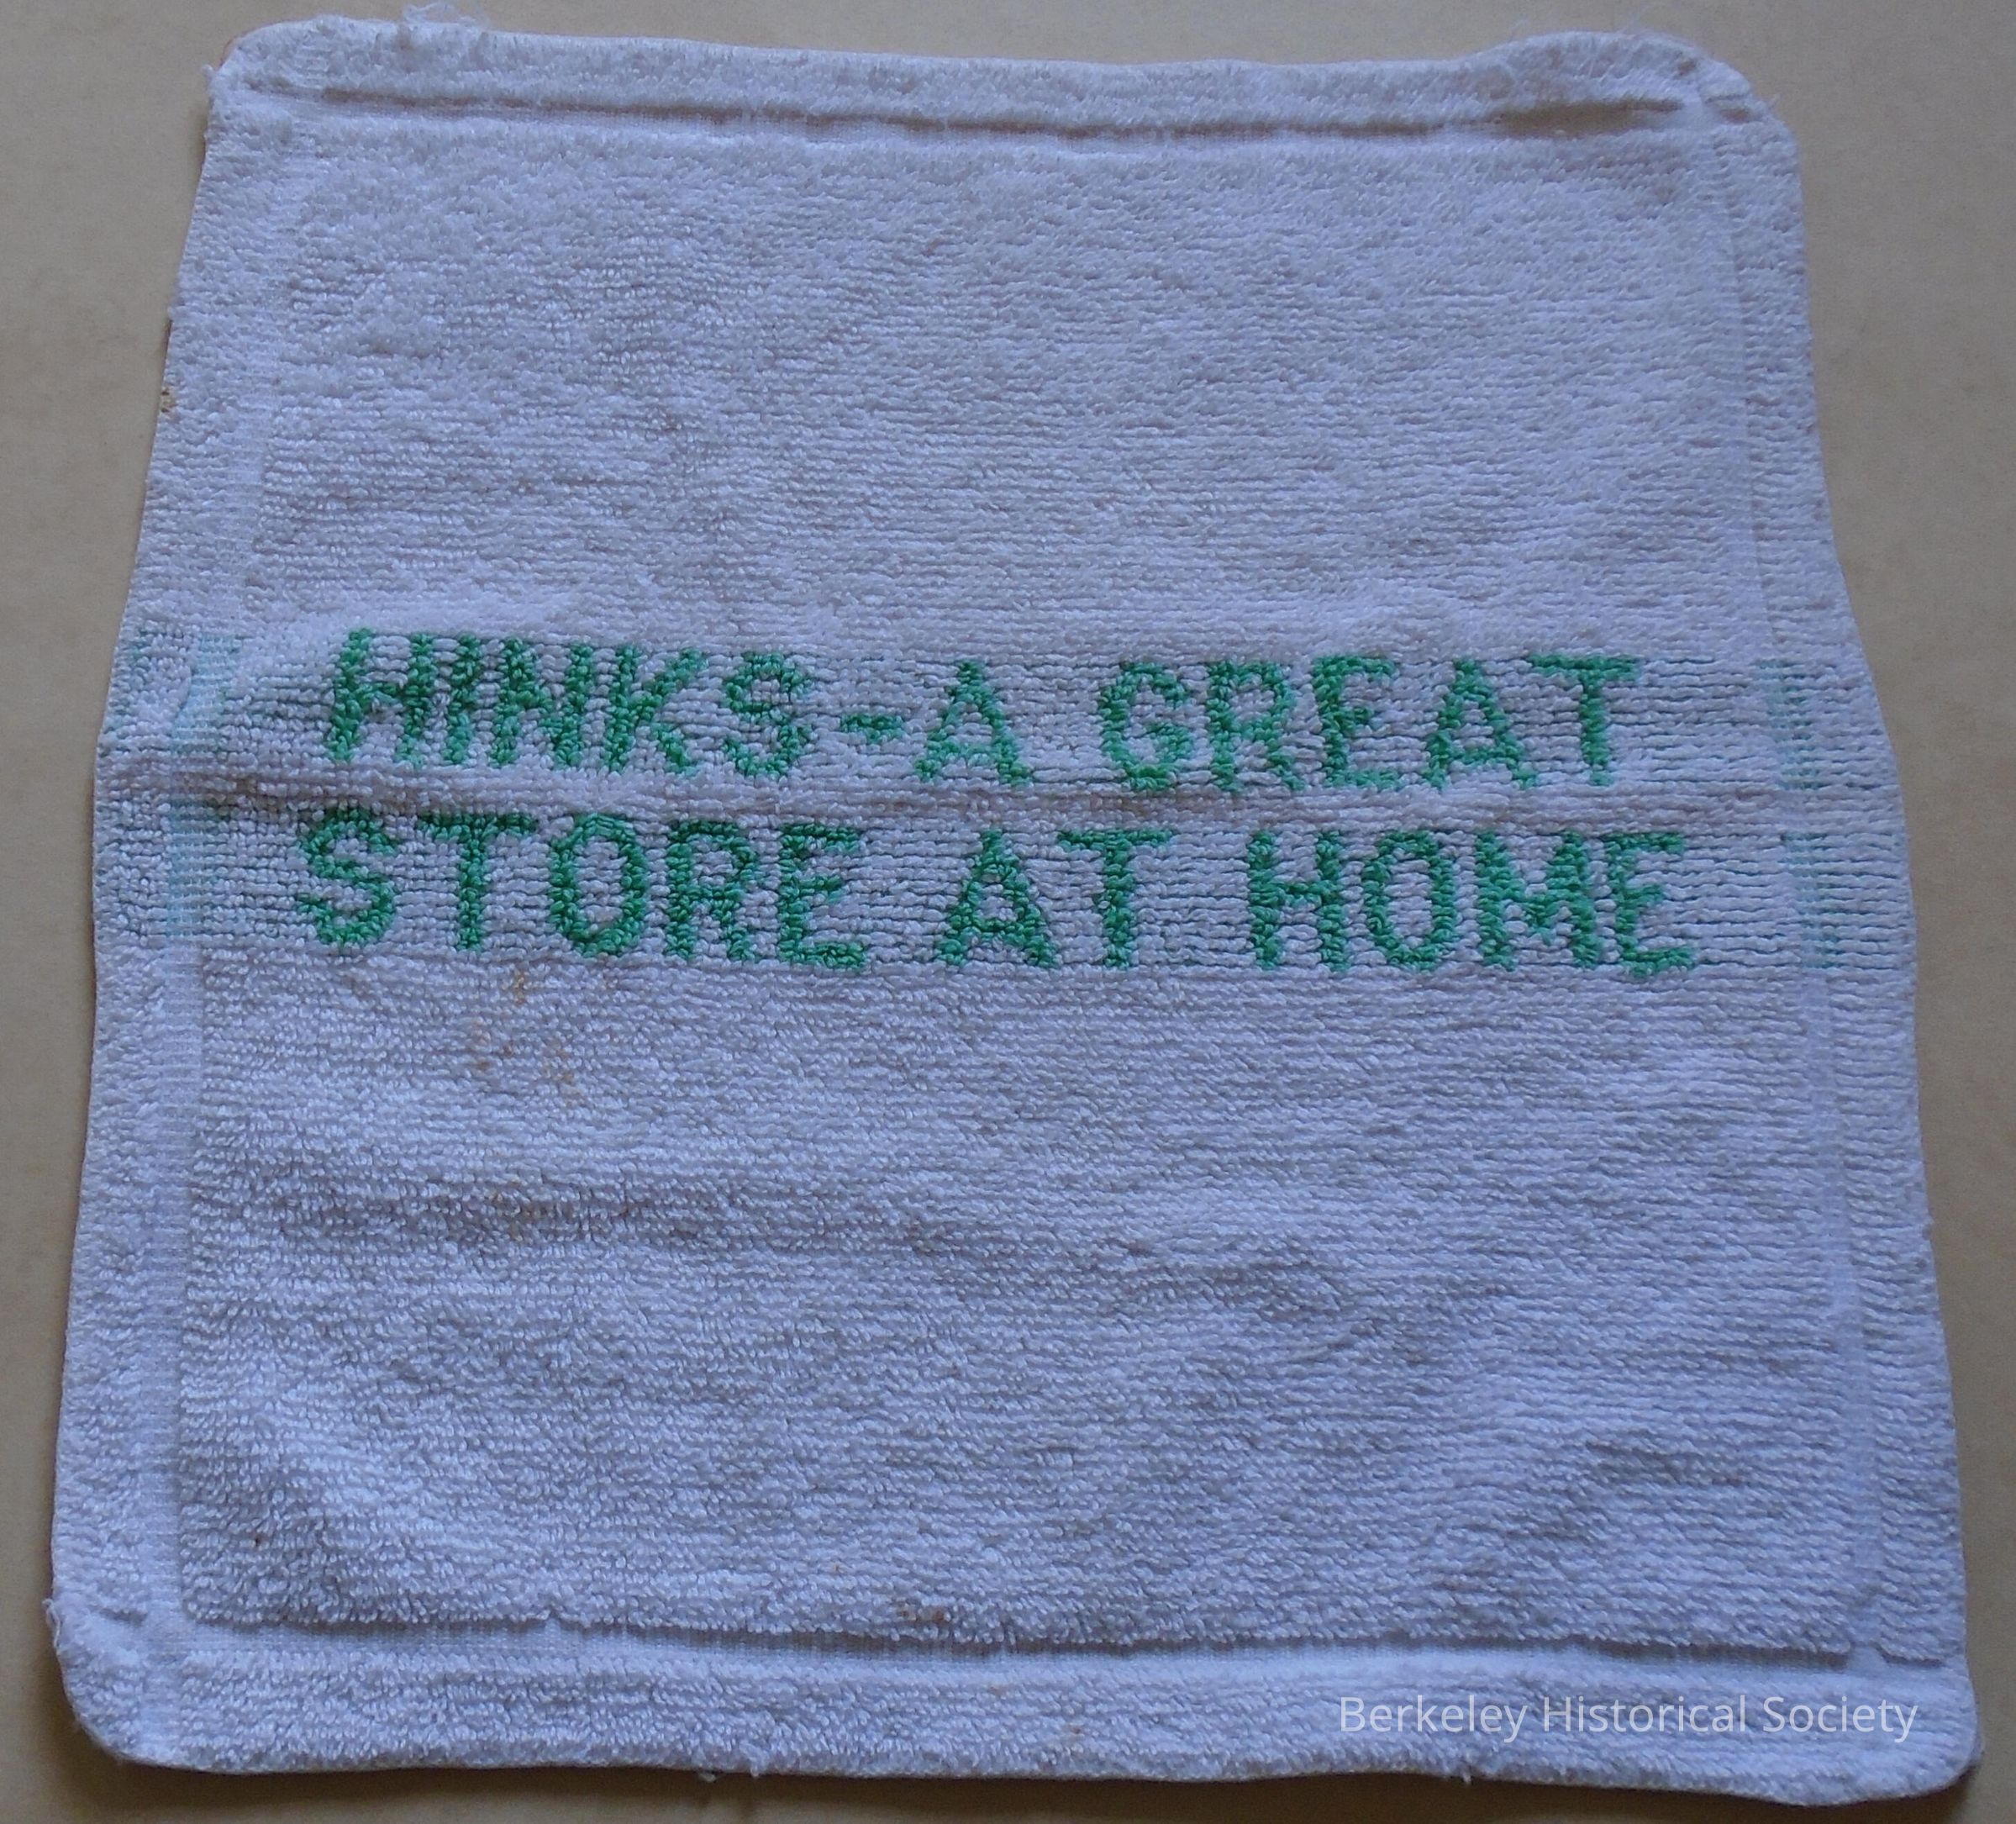 HINKS-A GREAT
STORE AT HOME
Berkeley Historical Society